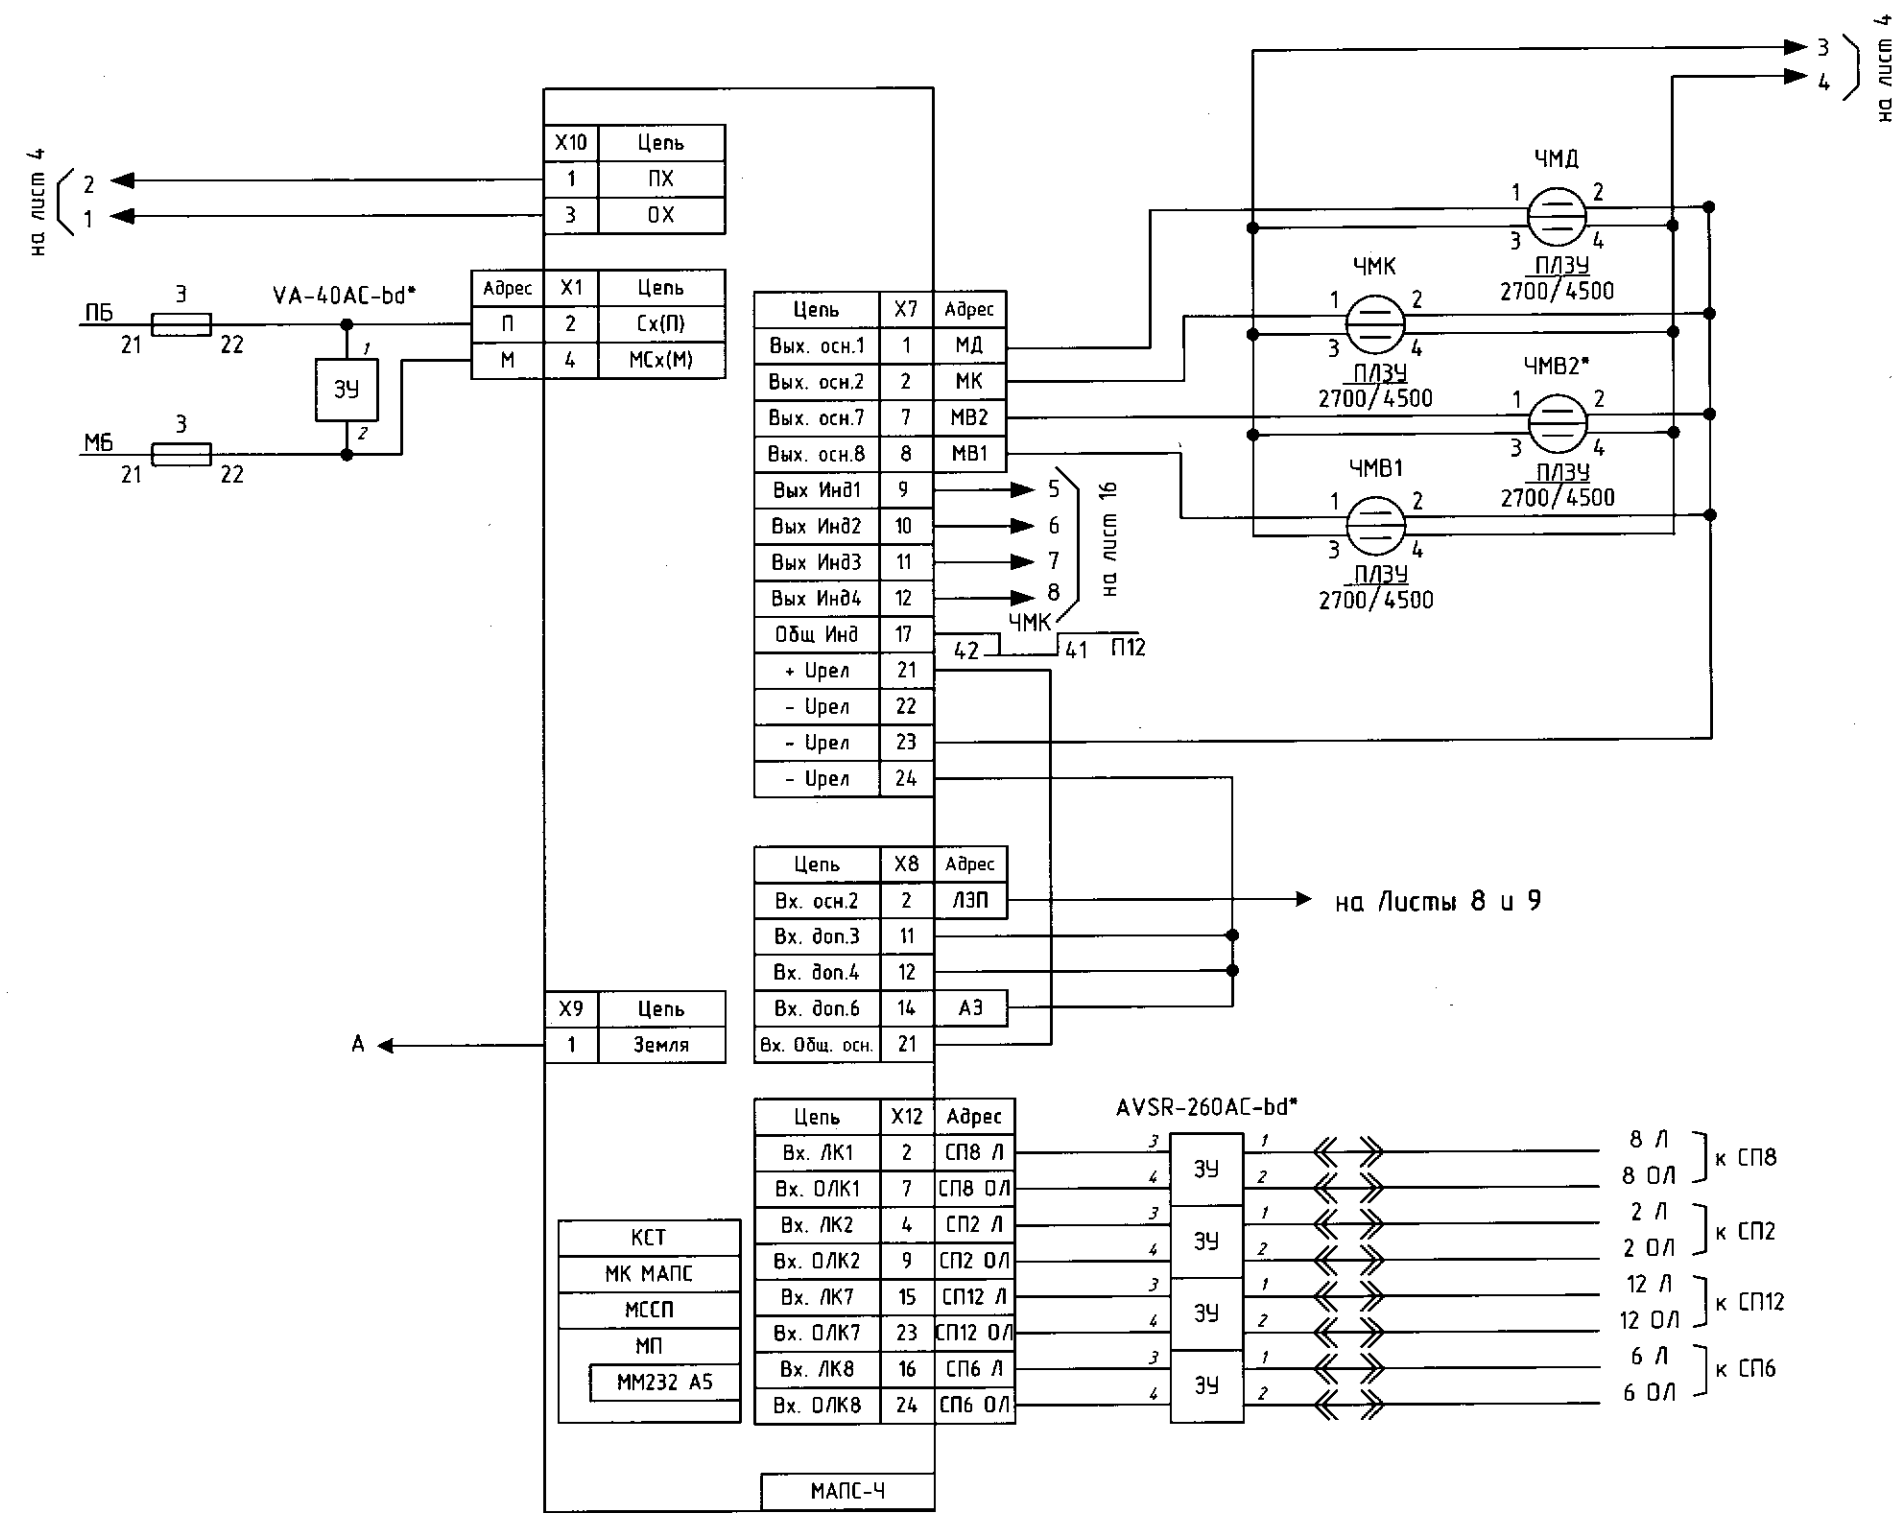 3
4
на лист 4
X10 Цепь
1 ПХ
3 ОХ
на лист 4
2
1
ПБ
21
3
22
VA-40AC-bd*
1
ЗУ
2
МБ
21
3
22
Адрес X1 Цепь
П 2 Сх(П)
М 4 МСх(М)
Цепь X7 Адрес
Вых. осн.1 1 МД
Вых. осн.2 2 МК
Вых. осн.7 7 МВ2
Вых. осн.8 8 МВ1
Вых Инд1 9
Вых Инд2 10
Вых Инд3 11
Вых Инд4 12
Общ Инд 17
+ Uрел 21
- Uрел 22
- Uрел 23
- Uрел 24
5
6
7
8
на лист 16
ЧМК
42
41
П12
ЧМД
1 2
3 4
ПЛЗУ
2700/4500
ЧМК
1 2
3 4
ПЛЗУ
2700/4500
ЧМВ2*
1 2
3 4
ПЛЗУ
2700/4500
ЧМВ1
1 2
3 4
ПЛЗУ
2700/4500
Цепь X8 Адрес
Вх. осн.2 2 ЛЗП
Вх. доп.3 11
Вх. доп.4 12
Вх. доп.6 14 АЗ
Вх. Общ. осн. 21
на Листы 8 и 9
X9 Цепь
1 Земля
А
Цепь X12 Адрес
Вх. ЛК1 2 СП8 Л
Вх. ОЛК1 7 СП8 ОЛ
Вх. ЛК2 4 СП2 Л
Вх. ОЛК2 9 СП2 ОЛ
Вх. ЛК7 15 СП12 Л
Вх. ОЛК7 23 СП12 ОЛ
Вх. ЛК8 16 СП6 Л
Вх. ОЛК8 24 СП6 ОЛ
AVSR-260AC-bd*
3 1
ЗУ
4 2
3 1
ЗУ
4 2
3 1
ЗУ
4 2
3 1
ЗУ
4 2
8 Л
8 ОЛ
к СП8
2 Л
2 ОЛ
к СП2
12 Л
12 ОЛ
к СП12
6 Л
6 ОЛ
к СП6
КСТ
МК МАПС
МССП
МП
ММ232 А5
МАПС-Ч